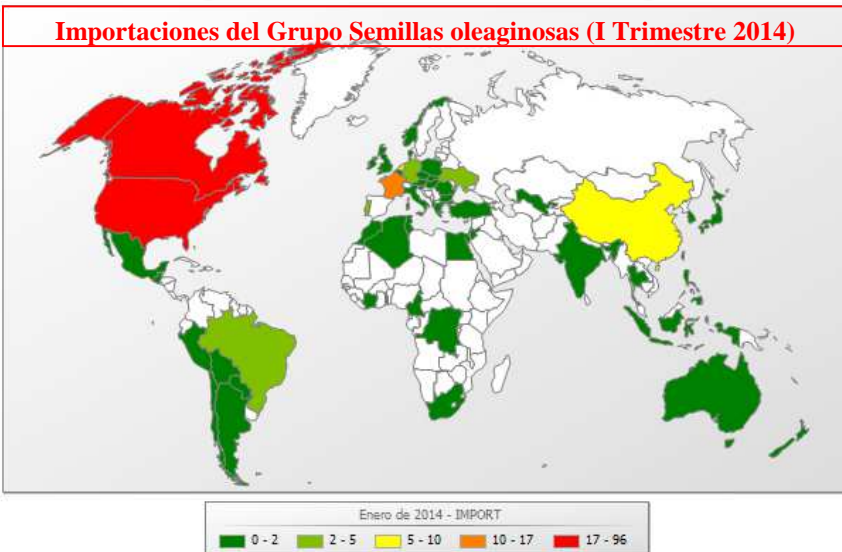 Importaciones del Grupo Semillas oleaginosas (I Trimestre 2014)
Enero de 2014 - IMPORT
0 - 2 2 - 5 5 - 10 10 - 17 17 - 96